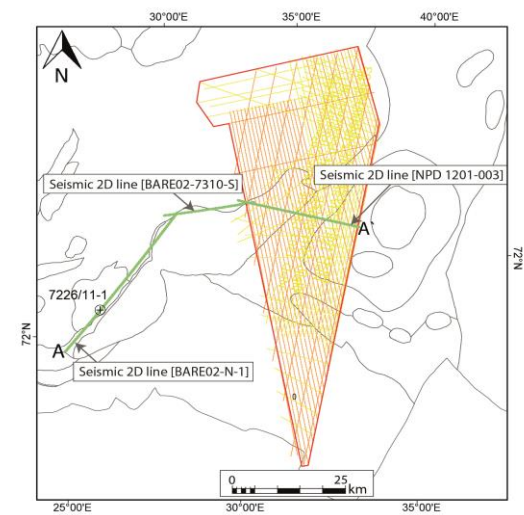 30°00'E 35°00'E 40°00'E
N
Seismic 2D line [BARE02-7310-S]
Seismic 2D line [NPD 1201-003]
A`
72°N
7226/11-1
72°N
A
Seismic 2D line [BARE02-N-1]
0 25
km
25°00'E 30°00'E 35°00'E